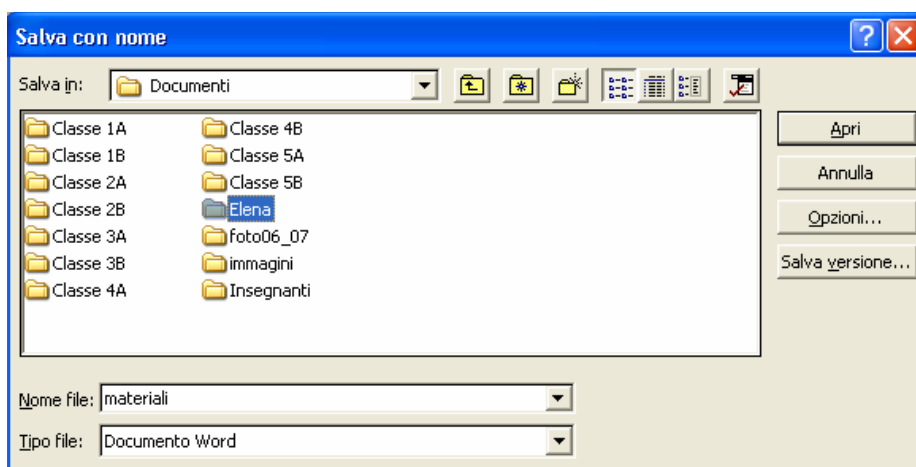 Salva con nome
Salva in: Documenti
Classe 1A
Classe 1B
Classe 2A
Classe 2B
Classe 3A
Classe 3B
Classe 4A
Classe 4B
Classe 5A
Classe 5B
Elena
foto06_07
immagini
Insegnanti
Apri
Annulla
Opzioni...
Salva versione...
Nome file: materiali
Tipo file: Documento Word